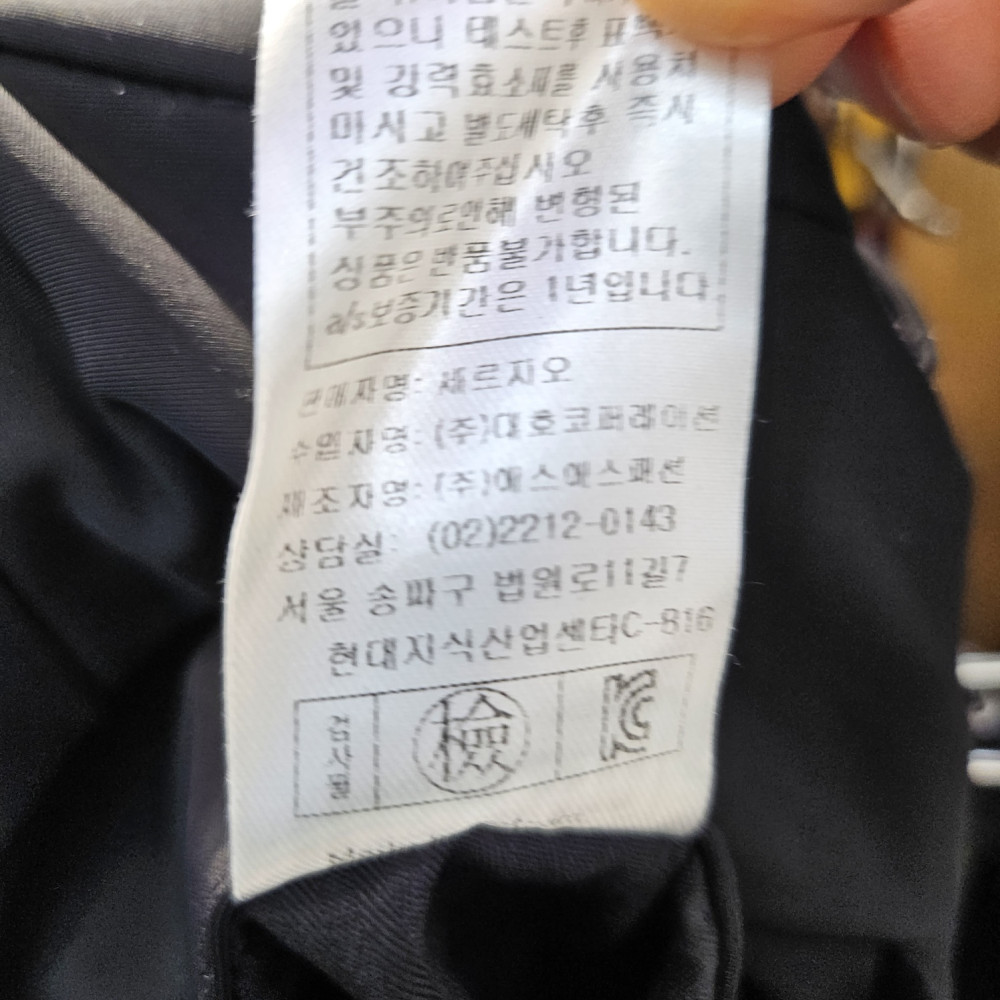 있으니 테스트후 표백제
및 강력효소제를 사용치
마시고 별도세탁후 즉시
건조하여주십시오
부주의로인해 변형된
상품은반품불가합니다.
a/s보증기간은 1년입니다.
판매자명: 세르지오
수입자명: (주)대호코퍼레이션
제조자명: (주)에스에스패션
상담실: (02)2212-0143
서울 송파구 법원로11길7
현대지식산업센타C-816
검사필 檢 KC